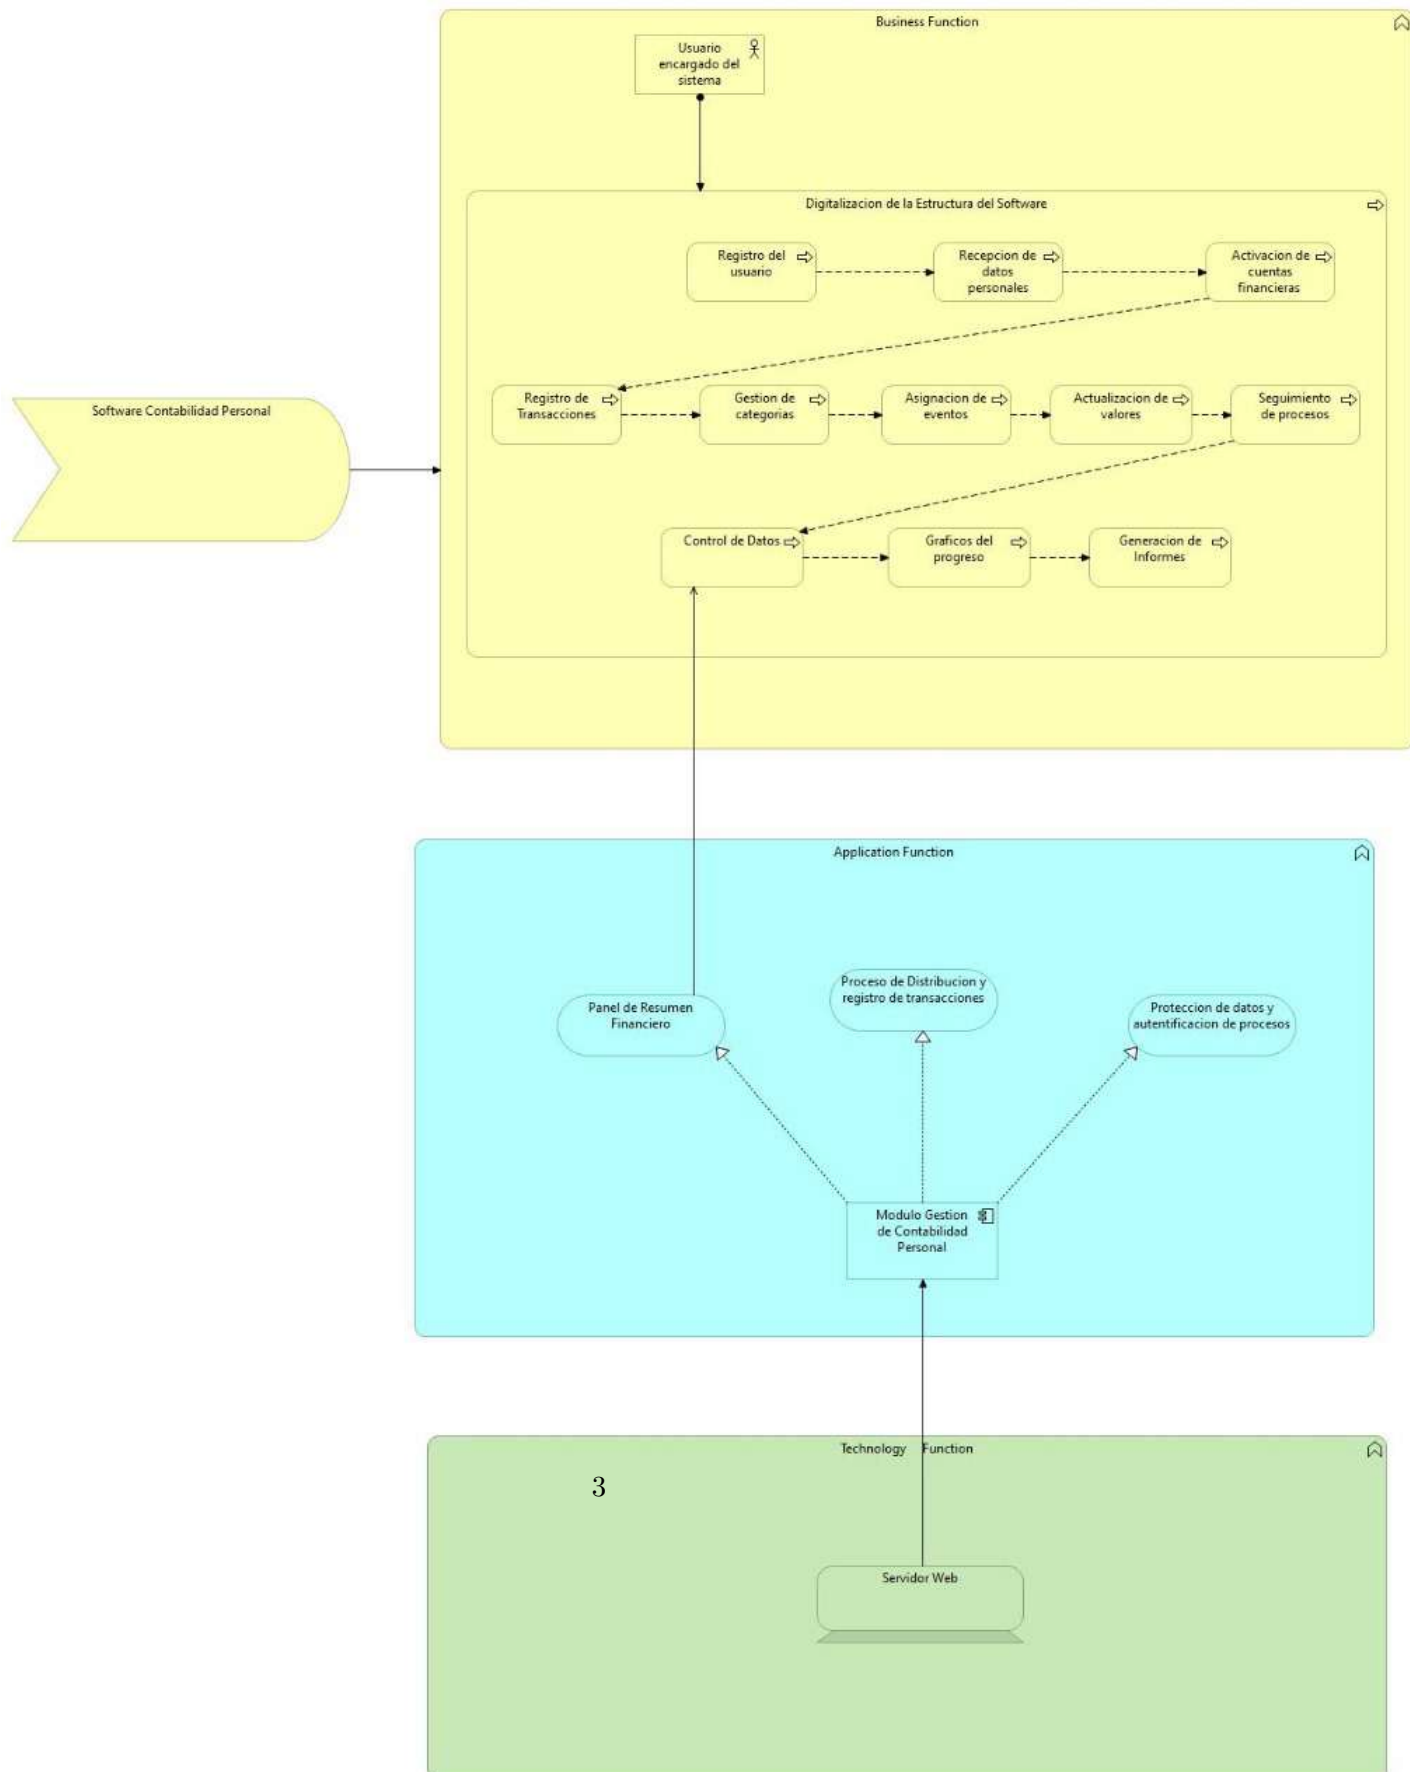 Business Function
Usuario
encargado del
sistema
Digitalizacion de la Estructura del Software
Registro del
usuario
Recepcion de
datos
personales
Activacion de
cuentas
financieras
Software Contabilidad Personal
Registro de
Transacciones
Gestion de
categorias
Asignacion de
eventos
Actualizacion de
valores
Seguimiento
de procesos
Control de Datos
Graficos del
progreso
Generacion de
Informes
Application Function
Panel de Resumen
Financiero
Proceso de Distribucion y
registro de transacciones
Proteccion de datos y
autentificacion de procesos
Modulo Gestion
de Contabilidad
Personal
Technology Function
3
Servidor Web